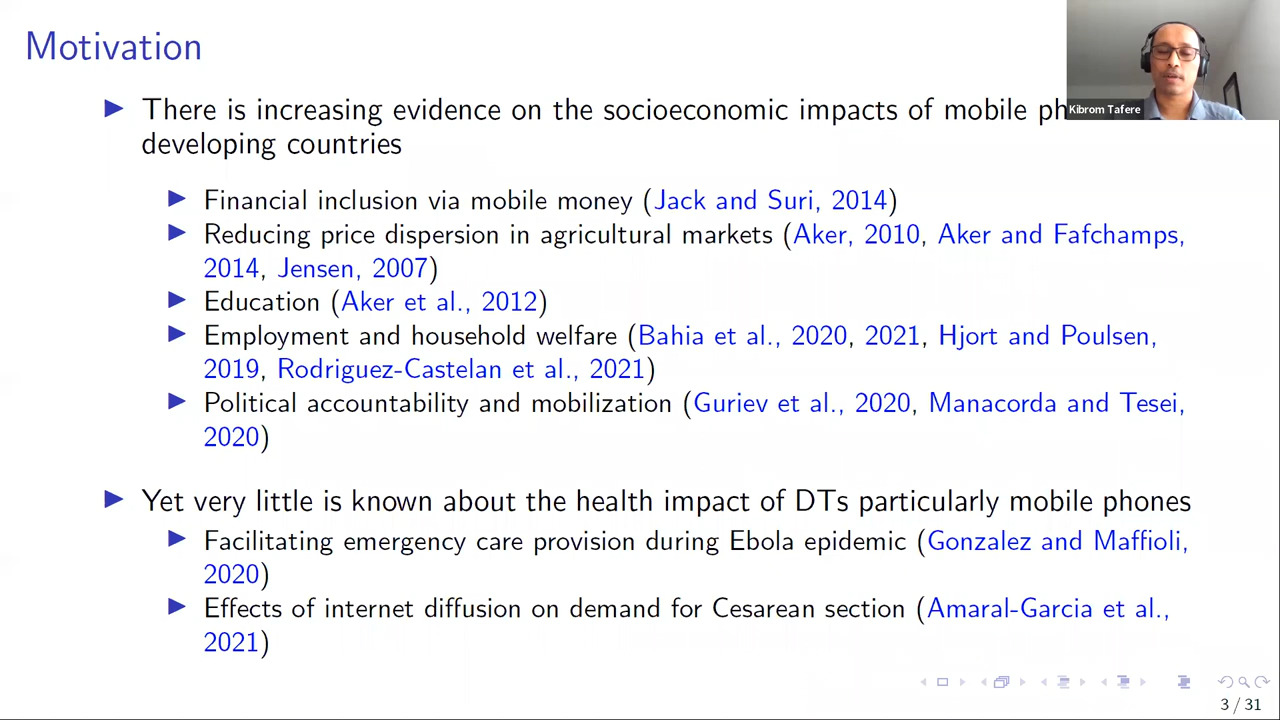 Motivation
There is increasing evidence on the socioeconomic impacts of mobile
developing countries
Financial inclusion via mobile money (Jack and Suri, 2014)
Reducing price dispersion in agricultural markets (Aker, 2010, Aker and Fafchamps,
2014, Jensen, 2007)
Education (Aker et al., 2012)
Employment and household welfare (Bahia et al., 2020, 2021, Hjort and Poulsen,
2019, Rodriguez-Castelan et al., 2021)
Political accountability and mobilization (Guriev et al., 2020, Manacorda and Tesei,
2020)
Yet very little is known about the health impact of DTs particularly mobile phones
Facilitating emergency care provision during Ebola epidemic (Gonzalez and Maffioli,
2020)
Effects of internet diffusion on demand for Cesarean section (Amaral-Garcia et al.,
2021)
Kibrom Tafere
3 / 31